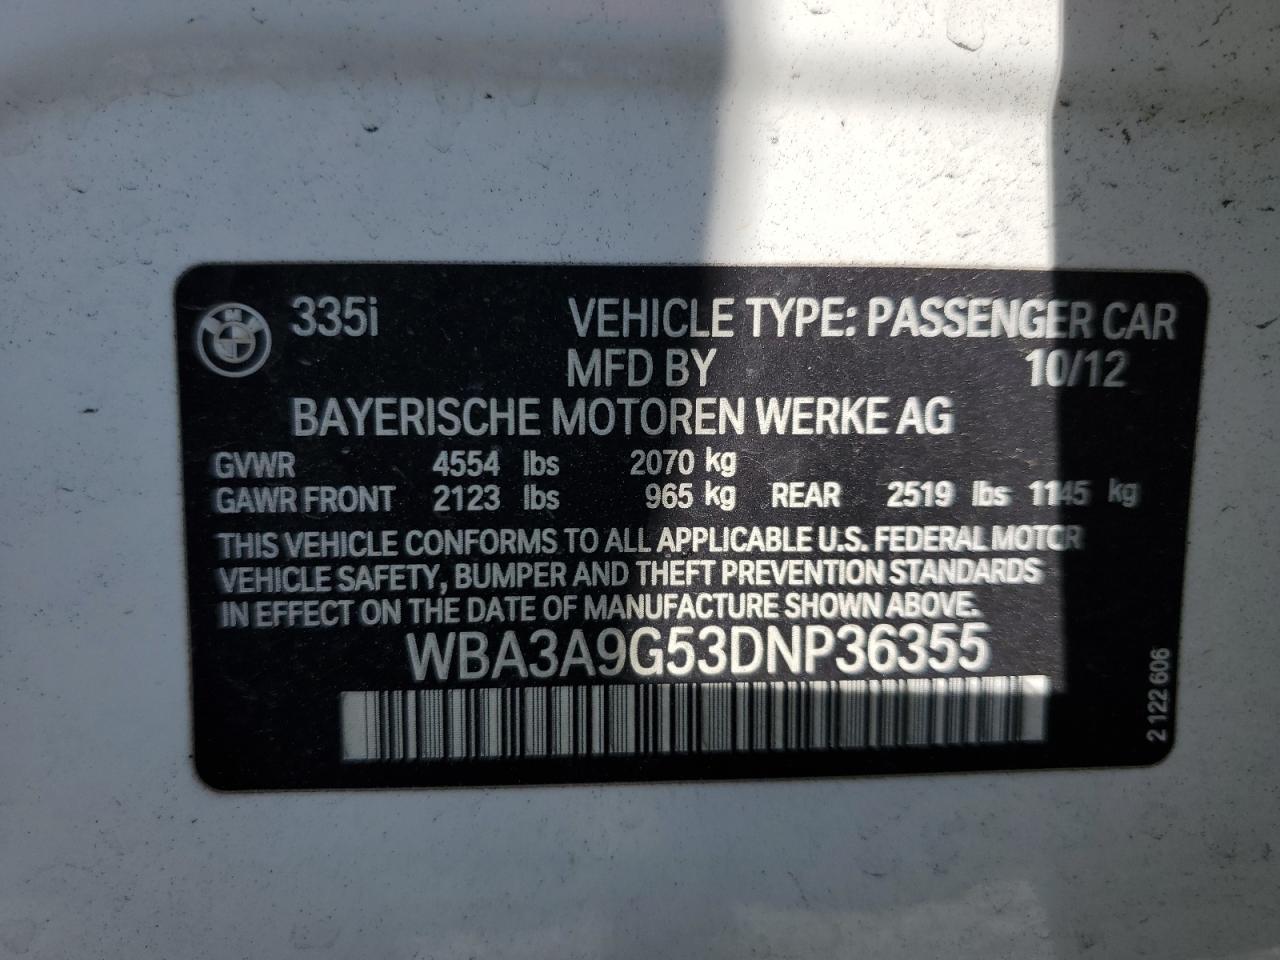 BMW 335i VEHICLE TYPE: PASSENGER CAR
MFD BY 10/12
BAYERISCHE MOTOREN WERKE AG
GVWR 4554 lbs 2070 kg
GAWR FRONT 2123 lbs 965 kg REAR 2519 lbs 1145 kg
THIS VEHICLE CONFORMS TO ALL APPLICABLE U.S. FEDERAL MOTOR
VEHICLE SAFETY, BUMPER AND THEFT PREVENTION STANDARDS
IN EFFECT ON THE DATE OF MANUFACTURE SHOWN ABOVE.
WBA3A9G53DNP36355
2 122 606